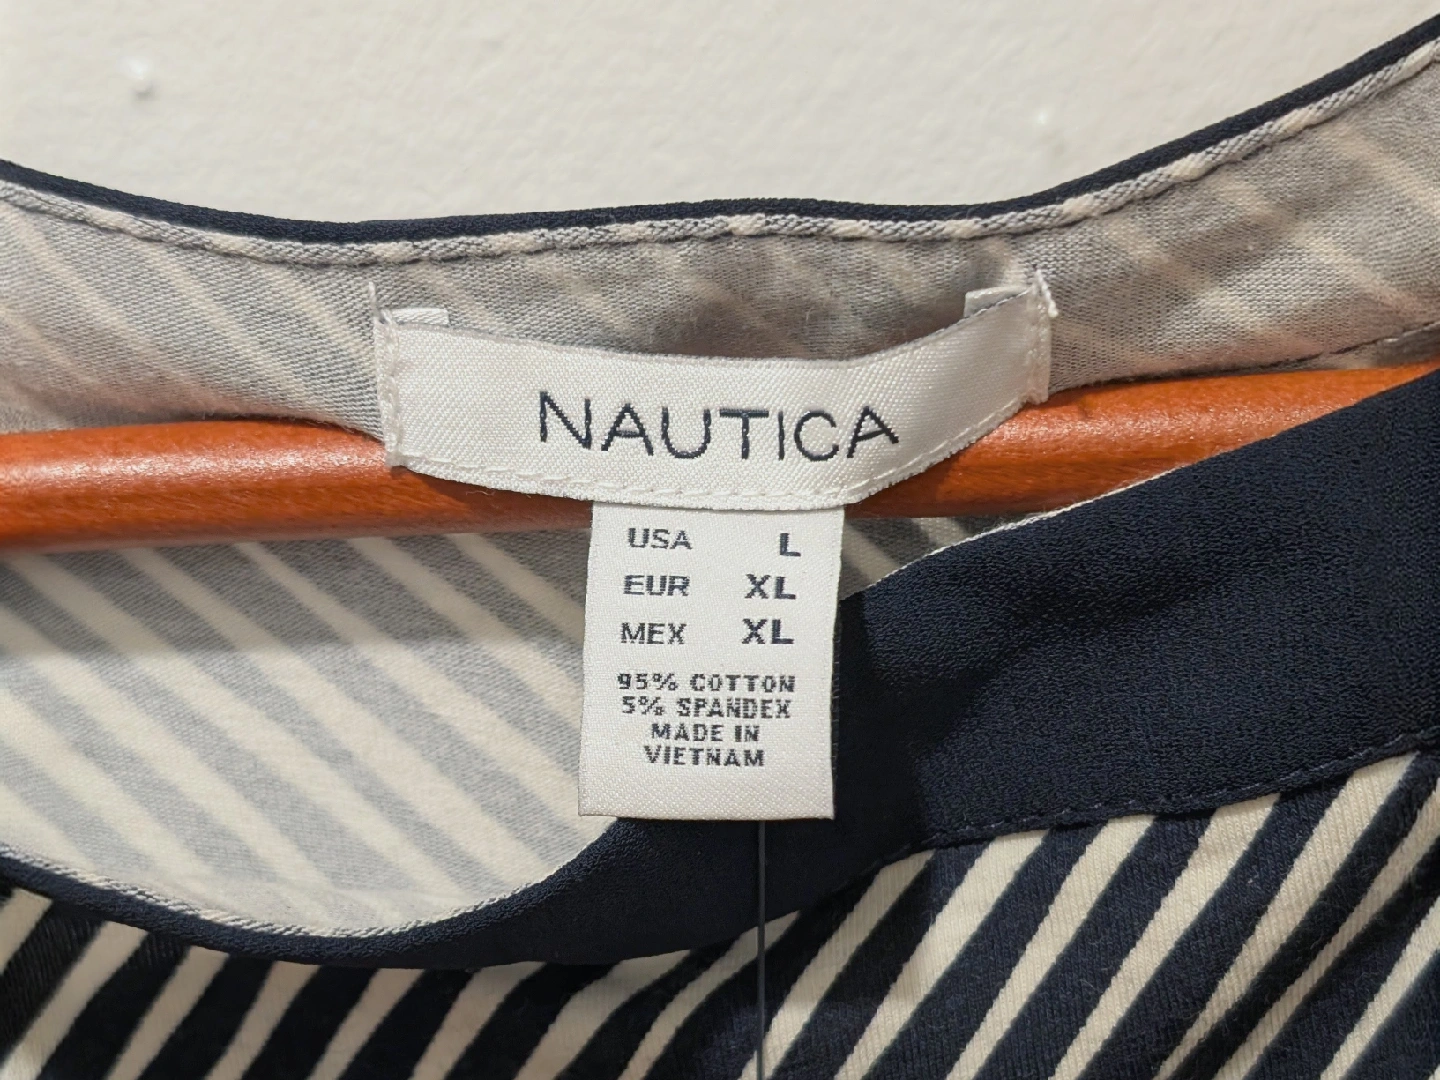 NAUTICA
USA L
EUR XL
MEX XL
95% COTTON
5% SPANDEX
MADE IN
VIETNAM